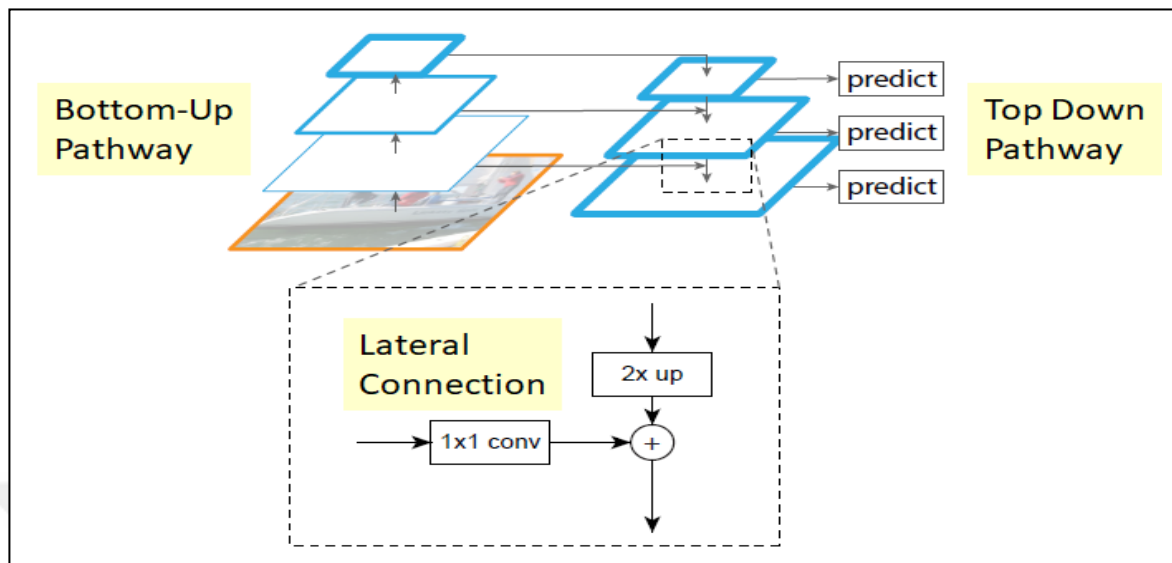 Bottom-Up
Pathway
predict
predict
predict
Top Down
Pathway
Lateral
Connection
2x up
1x1 conv
+